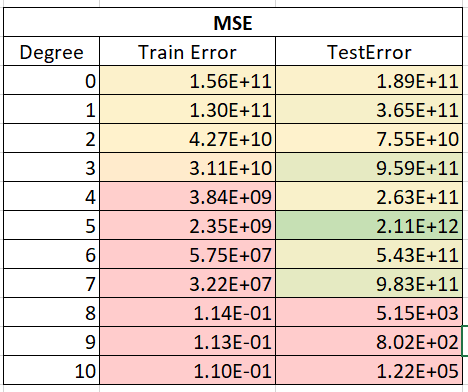 MSE
Degree Train Error TestError
0 1.56E+11 1.89E+11
1 1.30E+11 3.65E+11
2 4.27E+10 7.55E+10
3 3.11E+10 9.59E+11
4 3.84E+09 2.63E+11
5 2.35E+09 2.11E+12
6 5.75E+07 5.43E+11
7 3.22E+07 9.83E+11
8 1.14E-01 5.15E+03
9 1.13E-01 8.02E+02
10 1.10E-01 1.22E+05